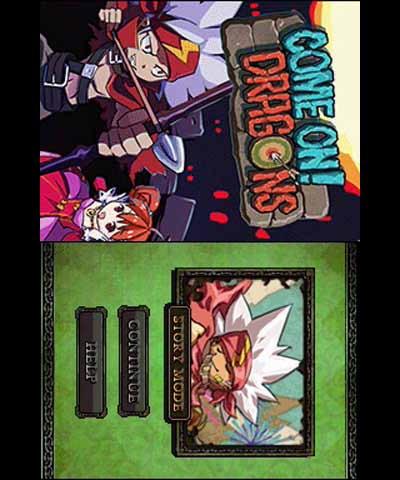 COME ON!
DRAGONS
STORY MODE
CONTINUE
HELP